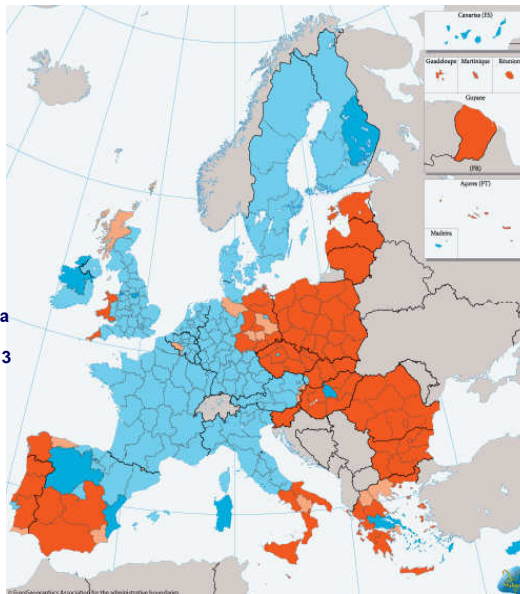 Canarias (ES)
Guadeloupe Martinique Réunion
Guyane
(FR)
Açores (PT)
Madeira
a
3
© EuroGeographics Association for the administrative boundaries